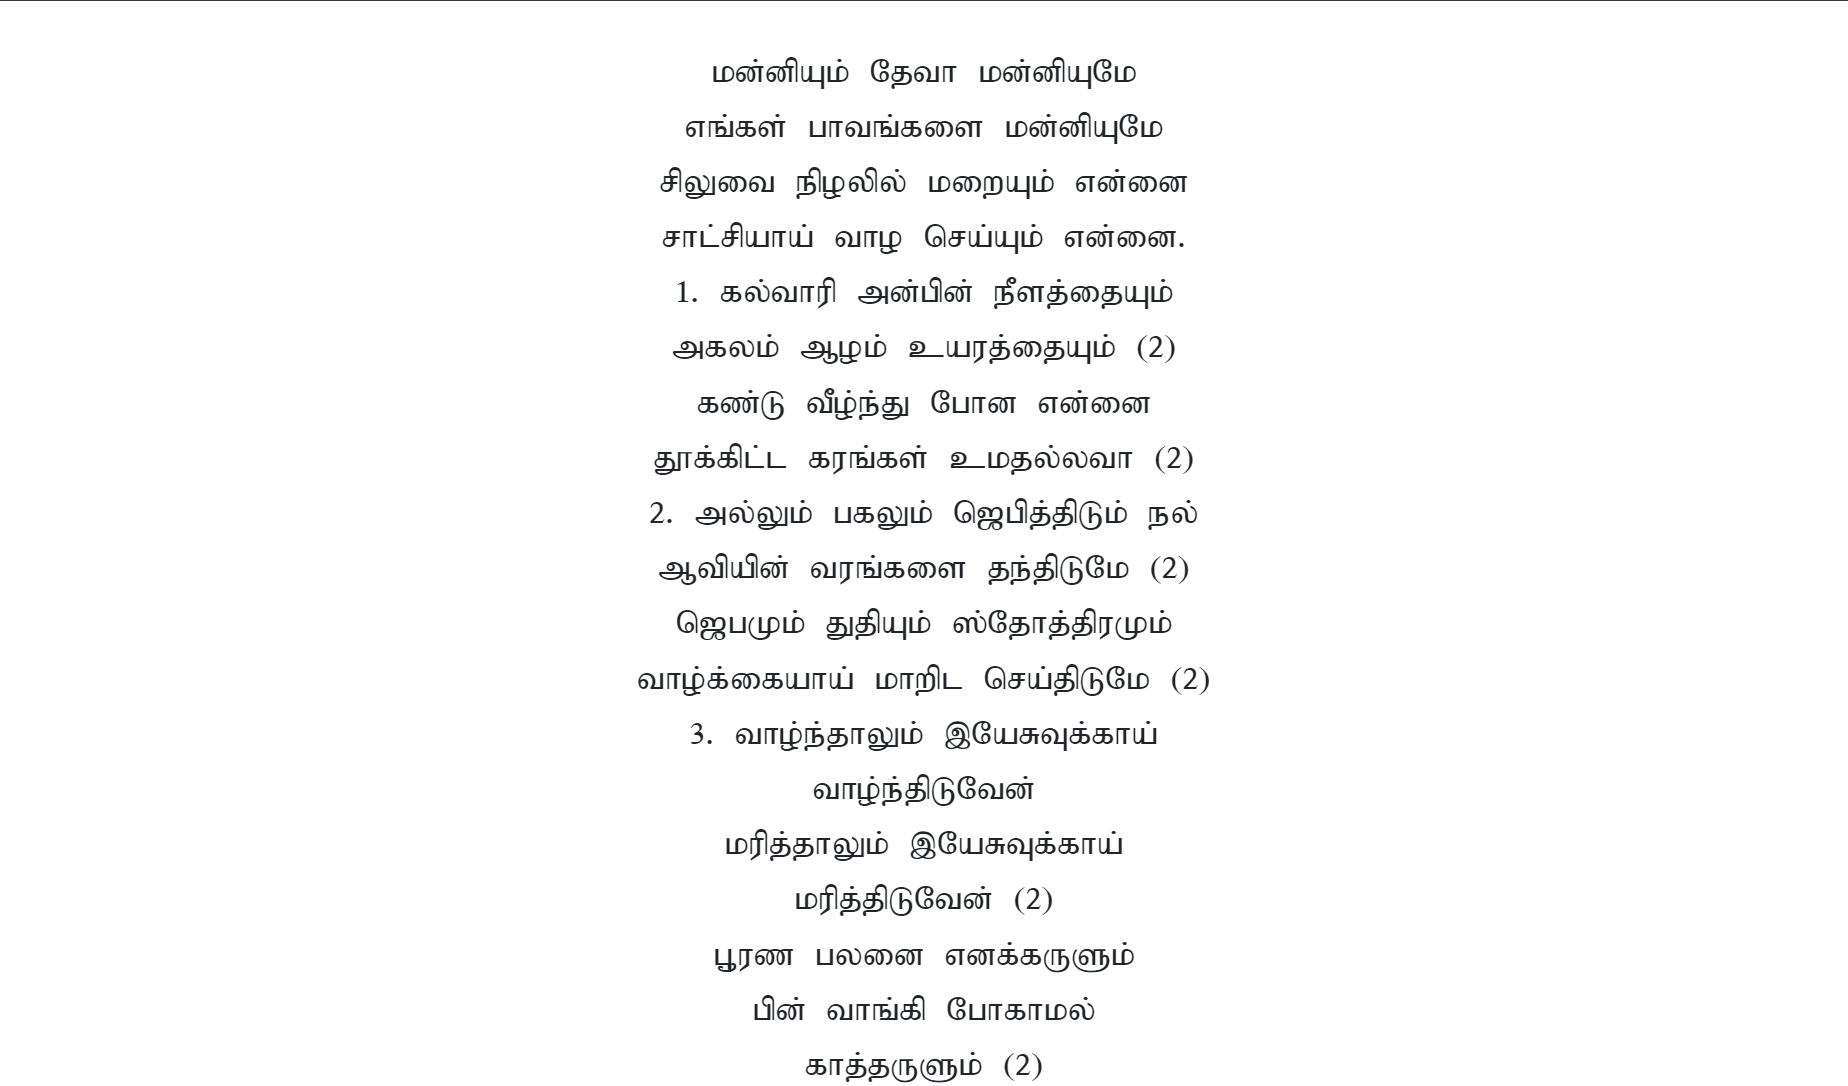 மன்னியும் தேவா மன்னியுமே
எங்கள் பாவங்களை மன்னியுமே
சிலுவை நிழலில் மறையும் என்னை
சாட்சியாய் வாழ செய்யும் என்னை.
1. கல்வாரி அன்பின் நீளத்தையும்
அகலம் ஆழம் உயரத்தையும் (2)
கண்டு வீழ்ந்து போன என்னை
தூக்கிட்ட கரங்கள் உமதல்லவா (2)
2. அல்லும் பகலும் ஜெபித்திடும் நல்
ஆவியின் வரங்களை தந்திடுமே (2)
ஜெபமும் துதியும் ஸ்தோத்திரமும்
வாழ்க்கையாய் மாறிட செய்திடுமே (2)
3. வாழ்ந்தாலும் இயேசுவுக்காய்
வாழ்ந்திடுவேன்
மரித்தாலும் இயேசுவுக்காய்
மரித்திடுவேன் (2)
பூரண பலனை எனக்கருளும்
பின் வாங்கி போகாமல்
காத்தருளும் (2)